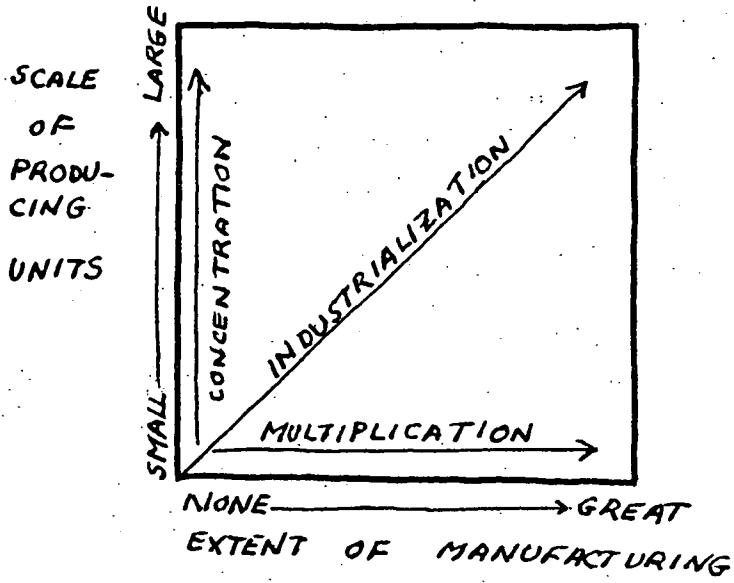 SCALE
OF
PRODU-
CING
UNITS
SMALL → LARGE
CONCENTRATION
INDUSTRIALIZATION
MULTIPLICATION
NONE → GREAT
EXTENT OF MANUFACTURING